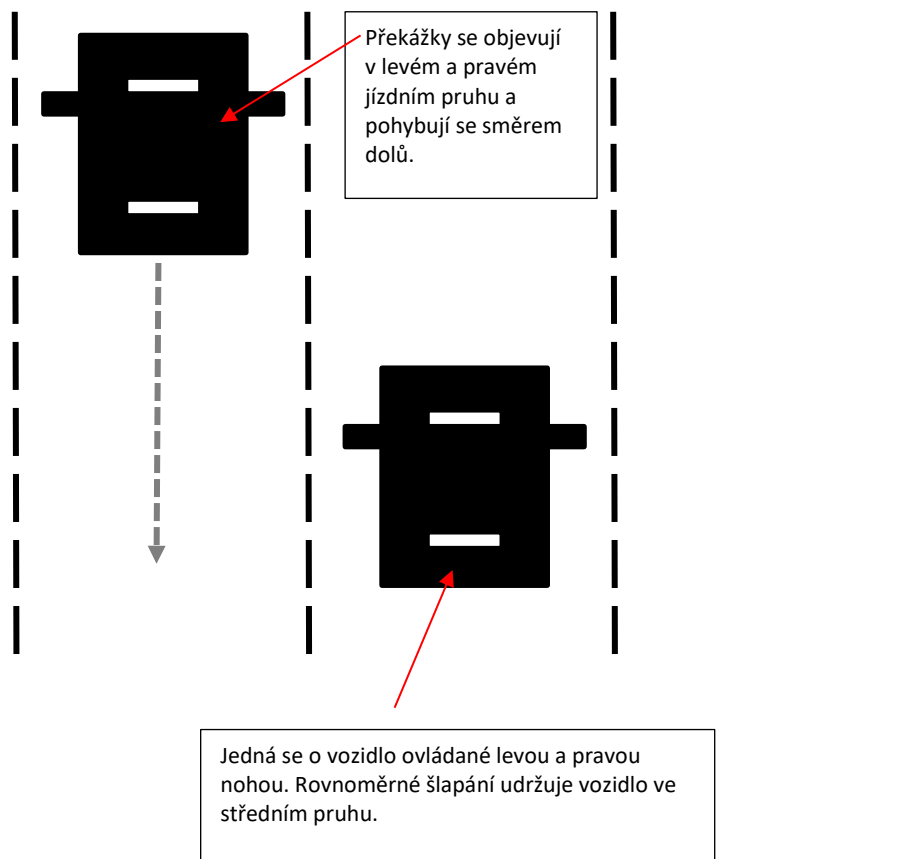 Překážky se objevují
v levém a pravém
jízdním pruhu a
pohybují se směrem
dolů.
Jedná se o vozidlo ovládané levou a pravou
nohou. Rovnoměrné šlapání udržuje vozidlo ve
středním pruhu.